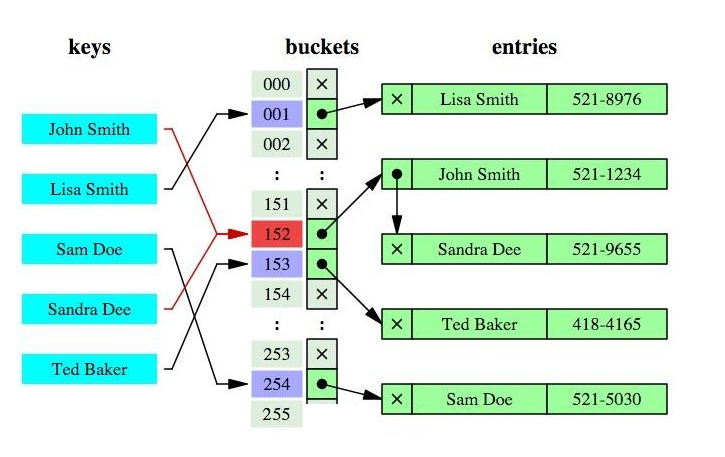 keys buckets entries
000 ×
× Lisa Smith 521-8976
001
John Smith
002 ×
: :
× John Smith 521-1234
Lisa Smith
151 ×
152
Sam Doe
× Sandra Dee 521-9655
153
154 ×
Sandra Dee
: :
× Ted Baker 418-4165
253 ×
Ted Baker
254
× Sam Doe 521-5030
255